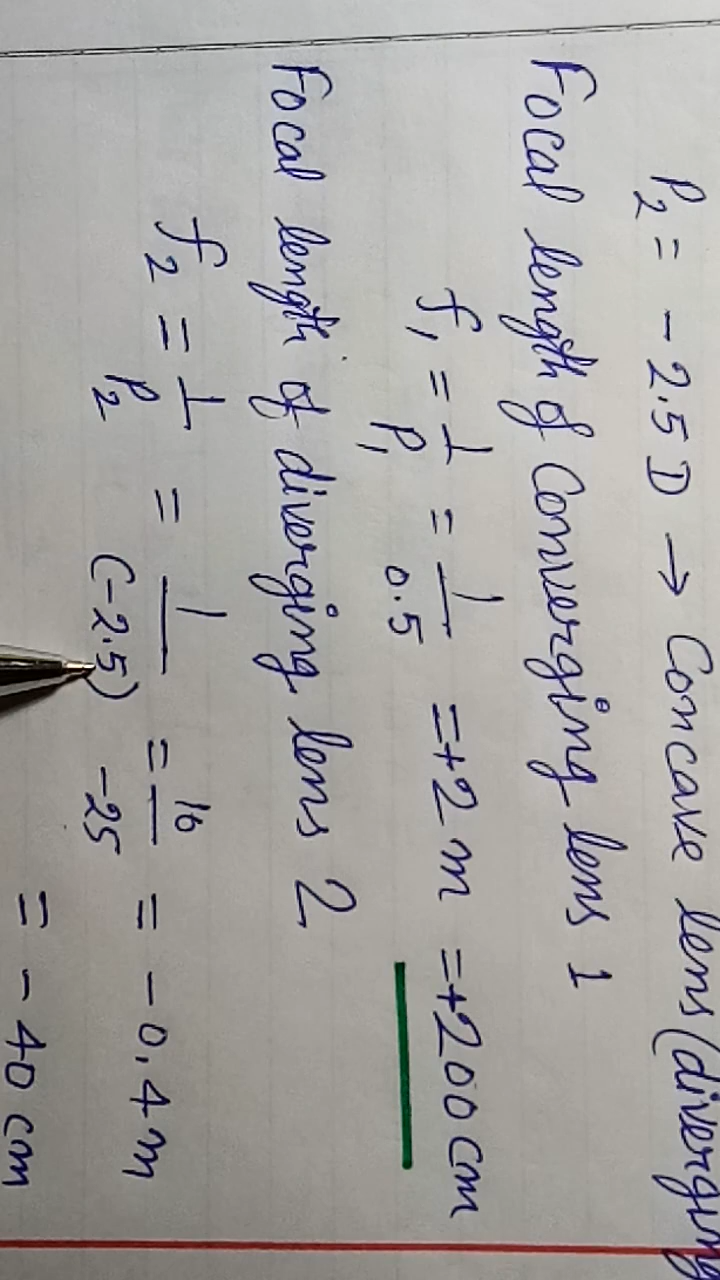 P₂ = - 2.5 D → Concave lens (diverging
Focal length of Converging lens 1
f₁ = 1/P₁ = 1/0.5 = +2 m = +200 cm
Focal length of diverging lens 2
f₂ = 1/P₂ = 1/(-2.5) = 10/-25 = -0.4 m
= - 40 cm